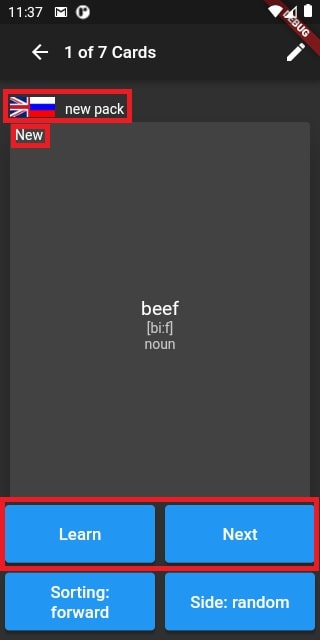 11:37
DEBUG
1 of 7 Cards
new pack
New
beef
[bi:f]
noun
Learn
Next
Sorting:
forward
Side: random